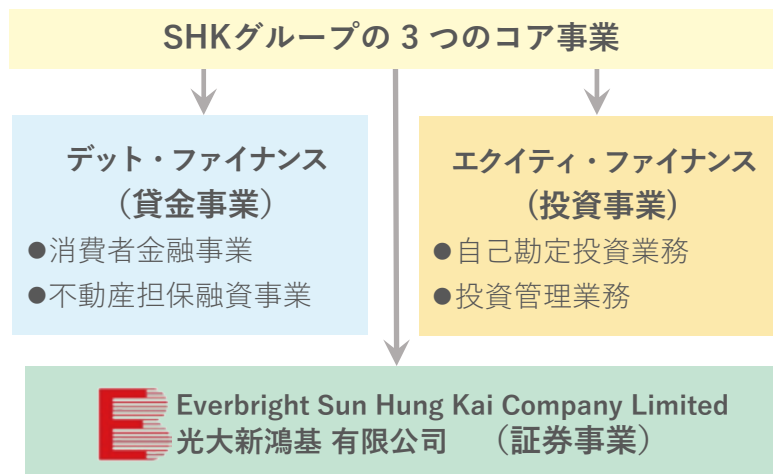 SHKグループの 3 つのコア事業
デット・ファイナンス
（貸金事業）
●消費者金融事業
●不動産担保融資事業
エクイティ・ファイナンス
(投資事業)
●自己勘定投資業務
●投資管理業務
Everbright Sun Hung Kai Company Limited
光大新鴻基 有限公司 （証券事業）